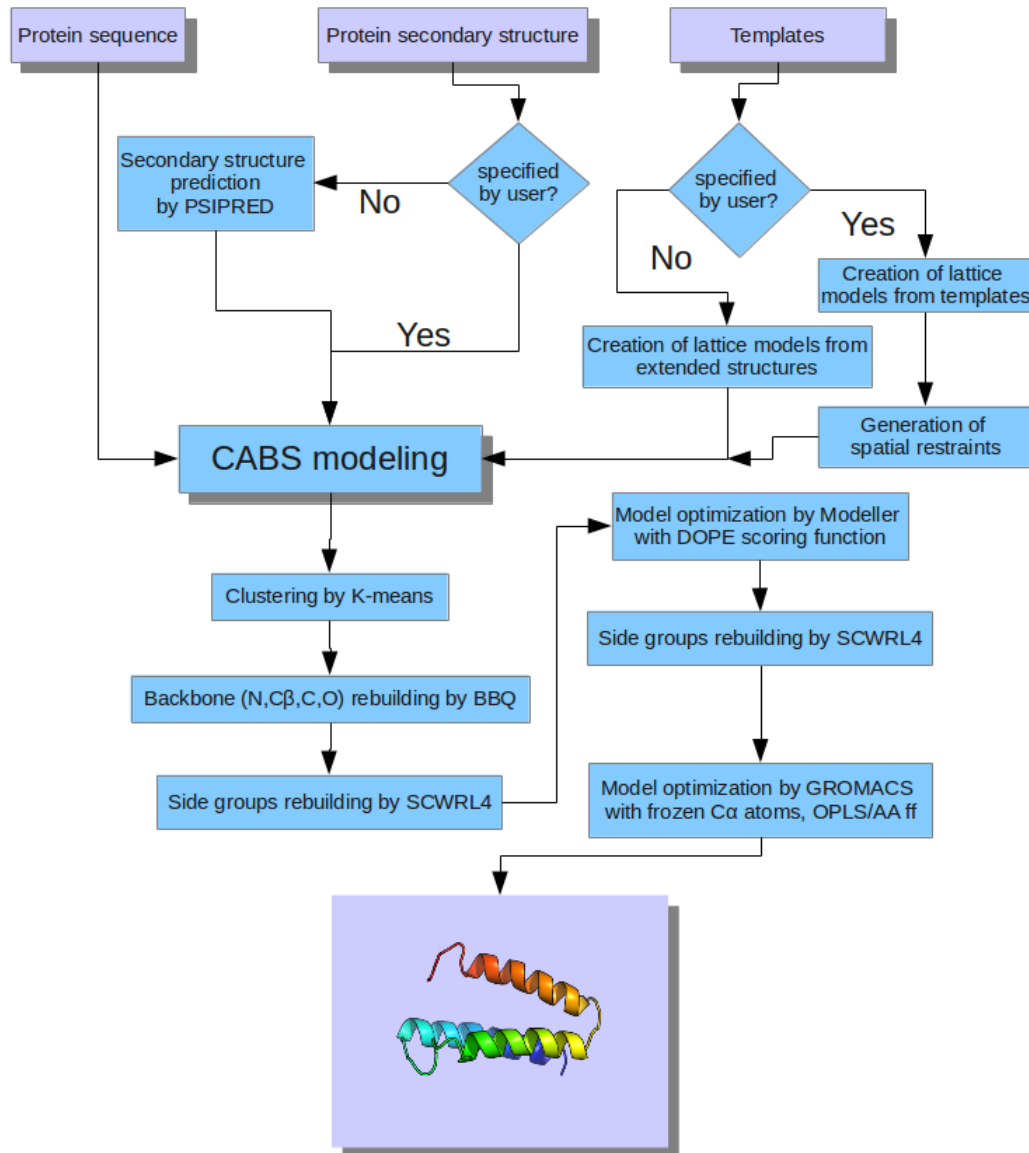 Protein sequence
Protein secondary structure
Templates
Secondary structure
prediction
by PSIPRED
No
specified
by user?
specified
by user?
Yes
No
Creation of lattice
models from templates
Yes
Creation of lattice models from
extended structures
Generation of
spatial restraints
CABS modeling
Model optimization by Modeller
with DOPE scoring function
Clustering by K-means
Side groups rebuilding by SCWRL4
Backbone (N,Cβ,C,O) rebuilding by BBQ
Side groups rebuilding by SCWRL4
Model optimization by GROMACS
with frozen Cα atoms, OPLS/AA ff